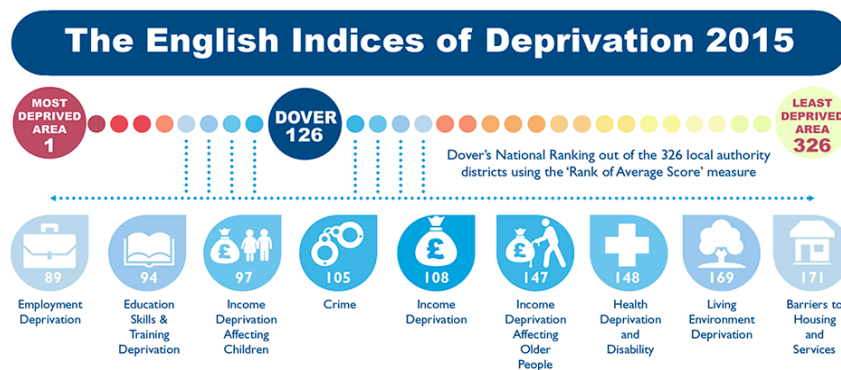 The English Indices of Deprivation 2015
MOST
DEPRIVED
AREA
1
DOVER
126
LEAST
DEPRIVED
AREA
326
Dover's National Ranking out of the 326 local authority
districts using the 'Rank of Average Score' measure
£
£
£
89
94
97
105
108
147
148
169
171
Employment
Deprivation
Education
Skills &
Training
Deprivation
Income
Deprivation
Affecting
Children
Crime
Income
Deprivation
Income
Deprivation
Affecting
Older
People
Health
Deprivation
and
Disability
Living
Environment
Deprivation
Barriers to
Housing
and
Services